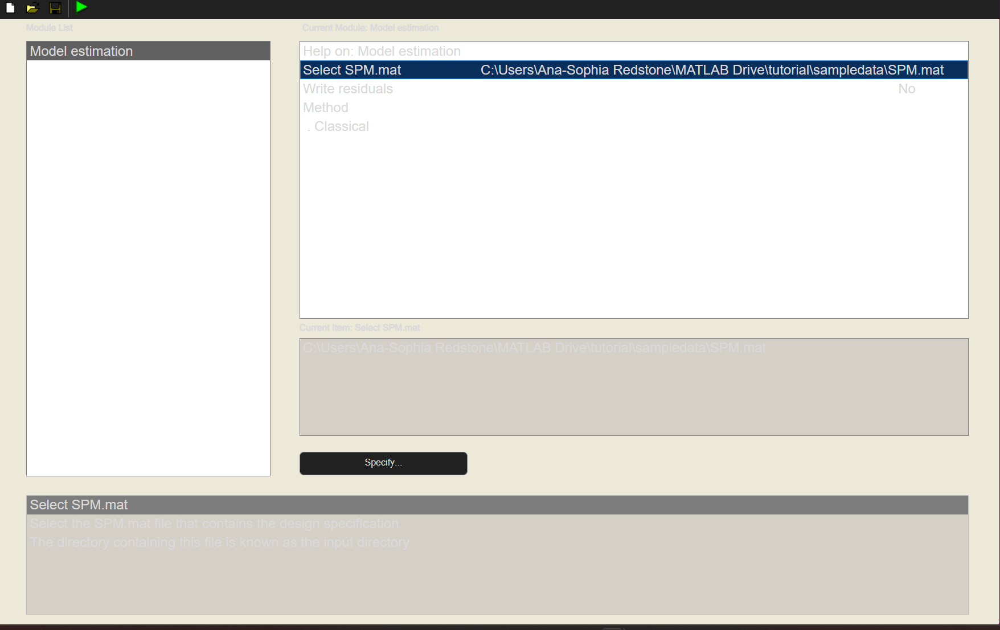 Module List
Current Module: Model estimation
Model estimation
Help on: Model estimation
Select SPM.mat C:\Users\Ana-Sophia Redstone\MATLAB Drive\tutorial\sampledata\SPM.mat
Write residuals No
Method
. Classical
Current Item: Select SPM.mat
C:\Users\Ana-Sophia Redstone\MATLAB Drive\tutorial\sampledata\SPM.mat
Specify...
Select SPM.mat
Select the SPM.mat file that contains the design specification.
The directory containing this file is known as the input directory.